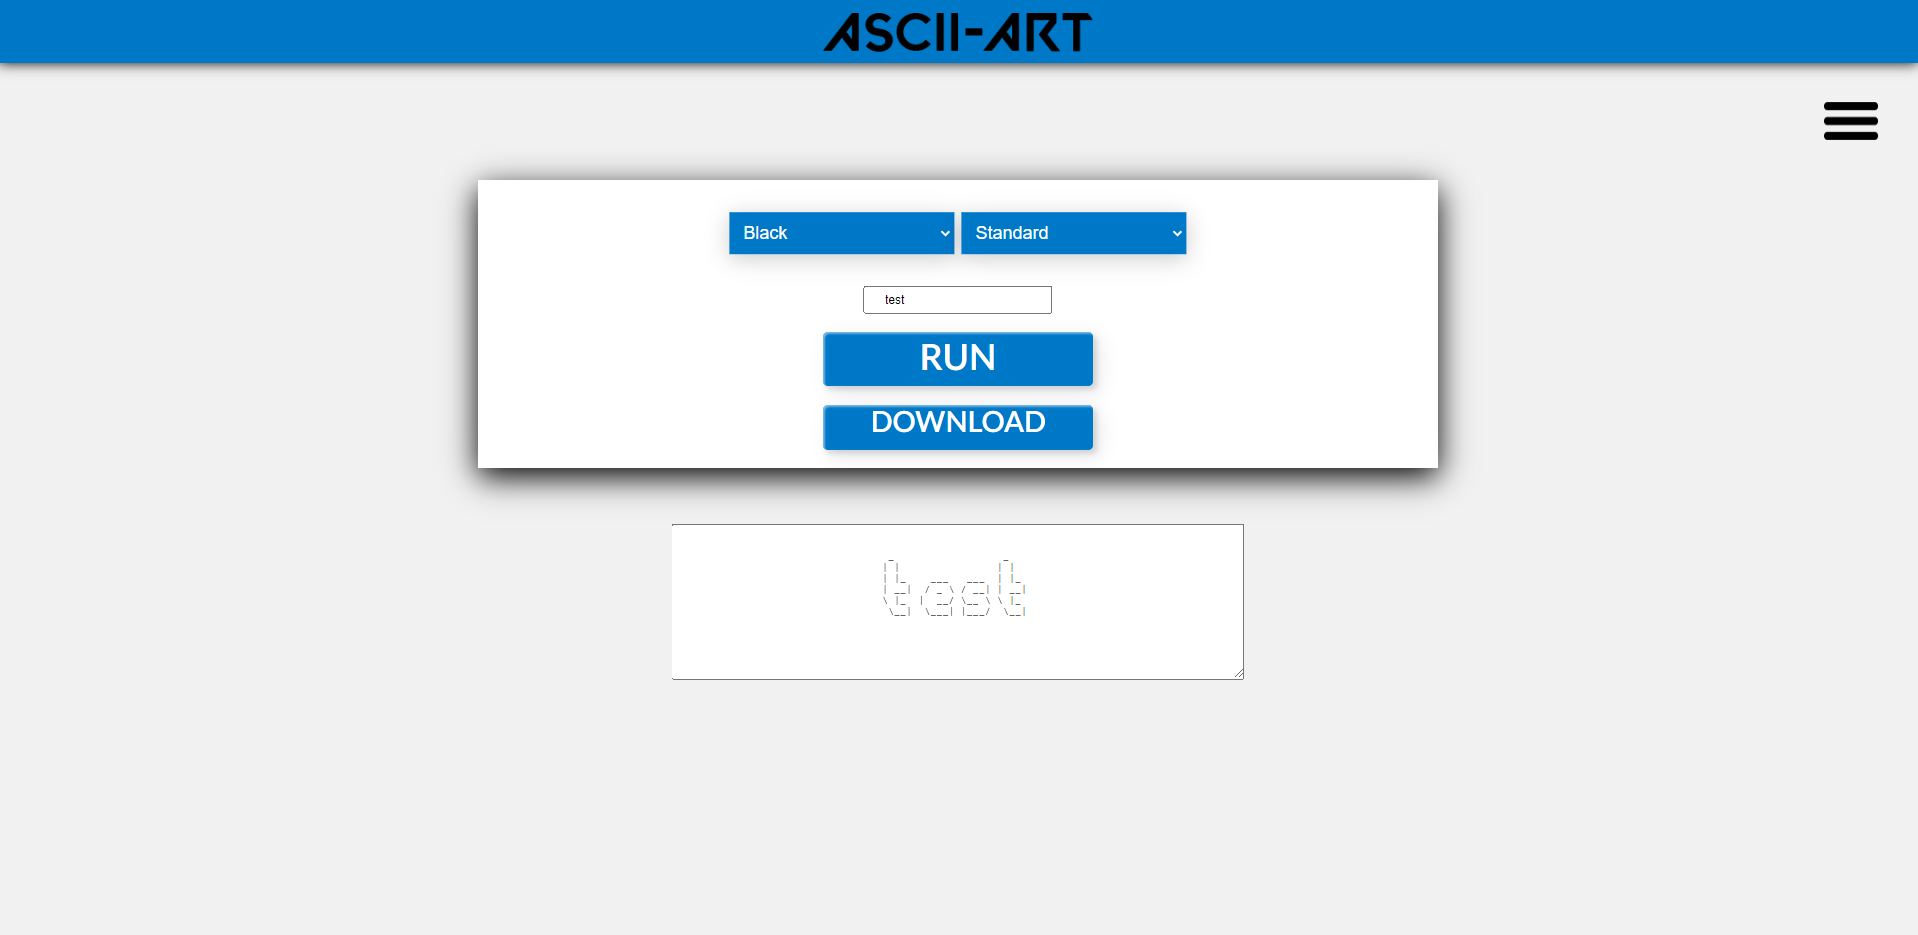 ASCII-ART
Black Standard
test
RUN
DOWNLOAD
test